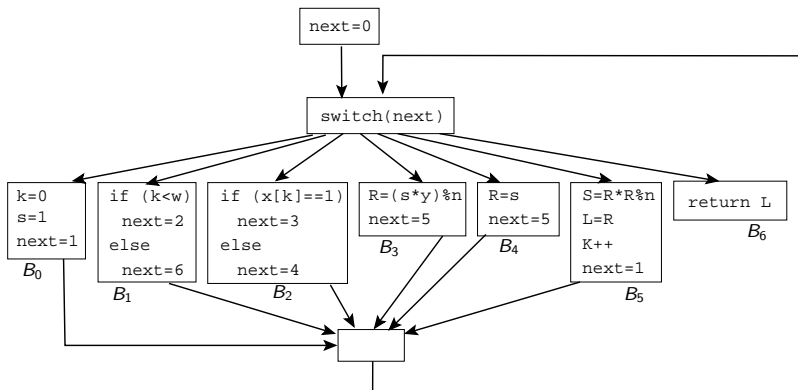 next=0
switch(next)
k=0
s=1
next=1
B0
if (k<w)
next=2
else
next=6
B1
if (x[k]==1)
next=3
else
next=4
B2
R=(s*y)%n
next=5
B3
R=s
next=5
B4
S=R*R%n
L=R
K++
next=1
B5
return L
B6